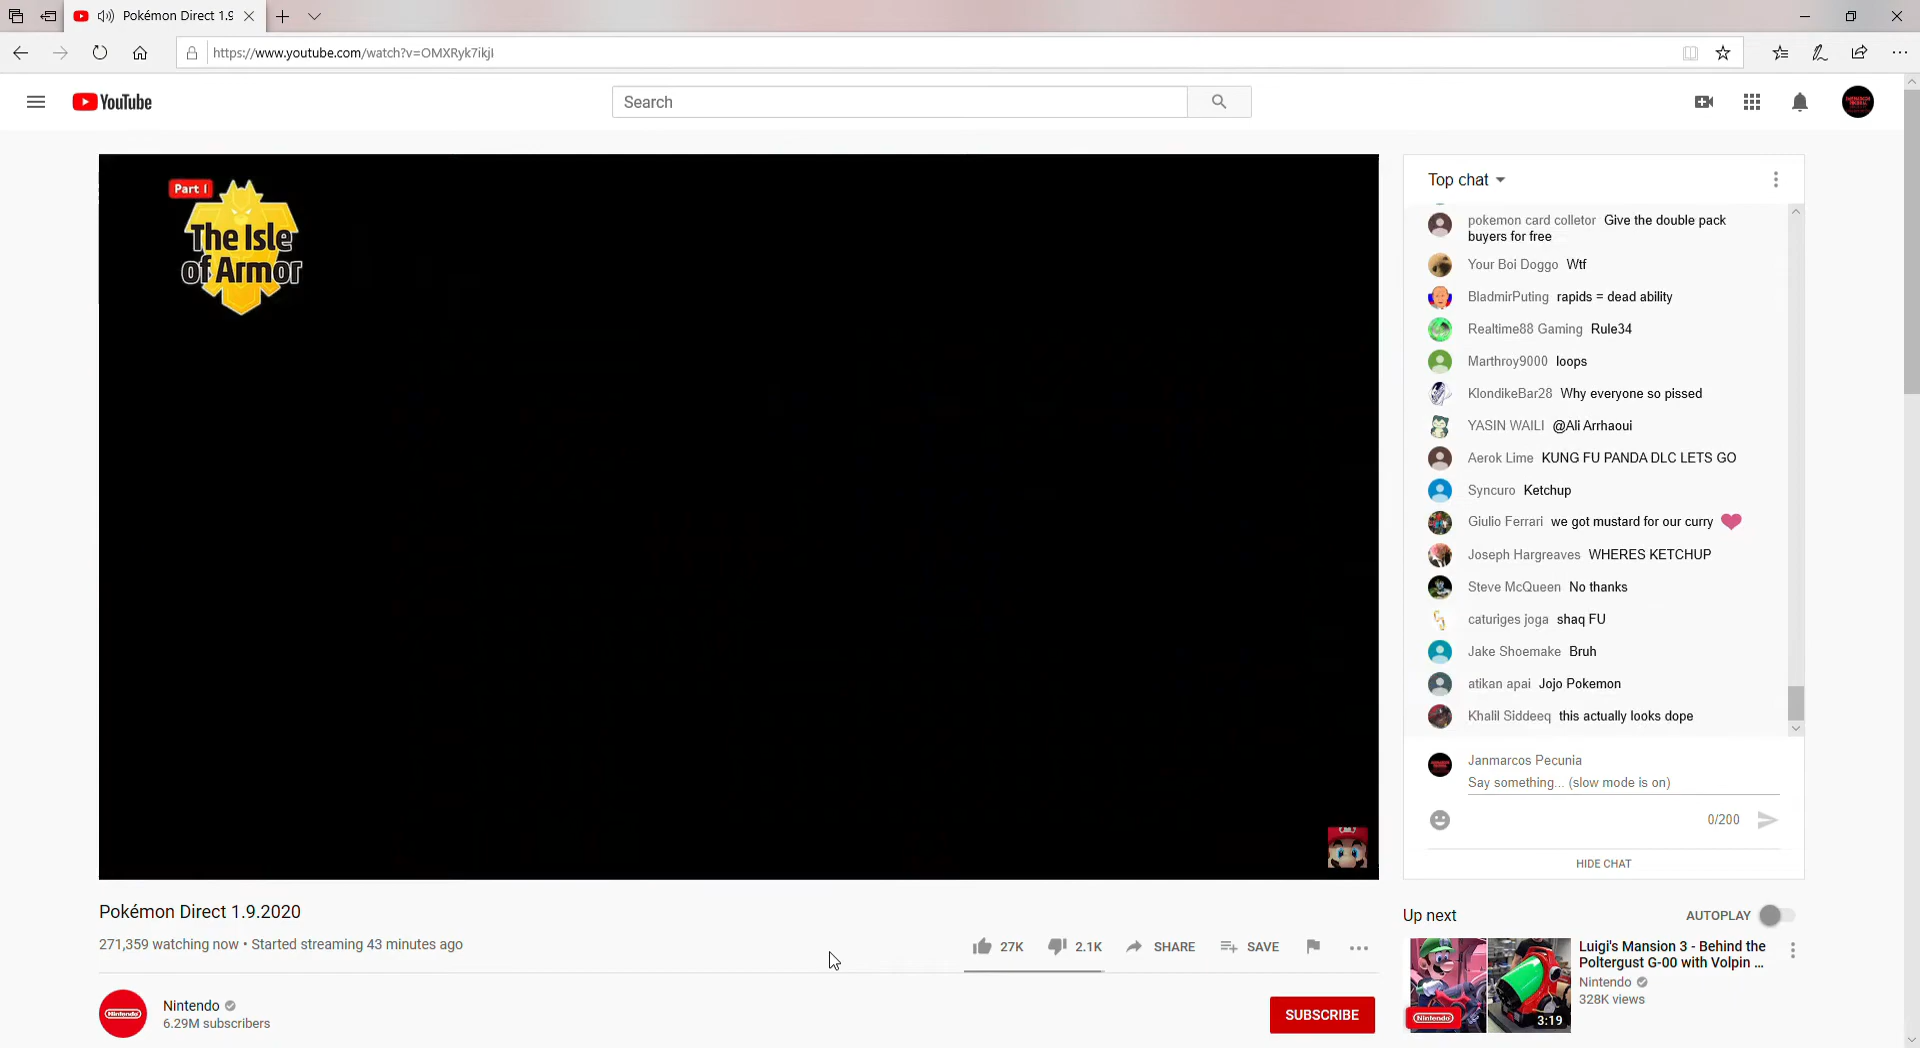 Pokémon Direct 1.9
https://www.youtube.com/watch?v=OMXRyk7ikjI
YouTube
Search
Part 1
The Isle
of Armor
Top chat
pokemon card colletor Give the double pack
buyers for free
Your Boi Doggo Wtf
BladmirPuting rapids = dead ability
Realtime88 Gaming Rule34
Marthroy9000 loops
KlondikeBar28 Why everyone so pissed
YASIN WAILI @Ali Arrhaoui
Aerok Lime KUNG FU PANDA DLC LETS GO
Syncuro Ketchup
Giulio Ferrari we got mustard for our curry
Joseph Hargreaves WHERES KETCHUP
Steve McQueen No thanks
caturiges joga shaq FU
Jake Shoemake Bruh
atikan apai Jojo Pokemon
Khalil Siddeeq this actually looks dope
Janmarcos Pecunia
Say something... (slow mode is on)
0/200
HIDE CHAT
Pokémon Direct 1.9.2020
271,359 watching now • Started streaming 43 minutes ago
27K
2.1K
SHARE
SAVE
Nintendo
Nintendo
6.29M subscribers
SUBSCRIBE
Up next
AUTOPLAY
Luigi's Mansion 3 - Behind the
Poltergust G-00 with Volpin ...
Nintendo
328K views
Nintendo
3:19